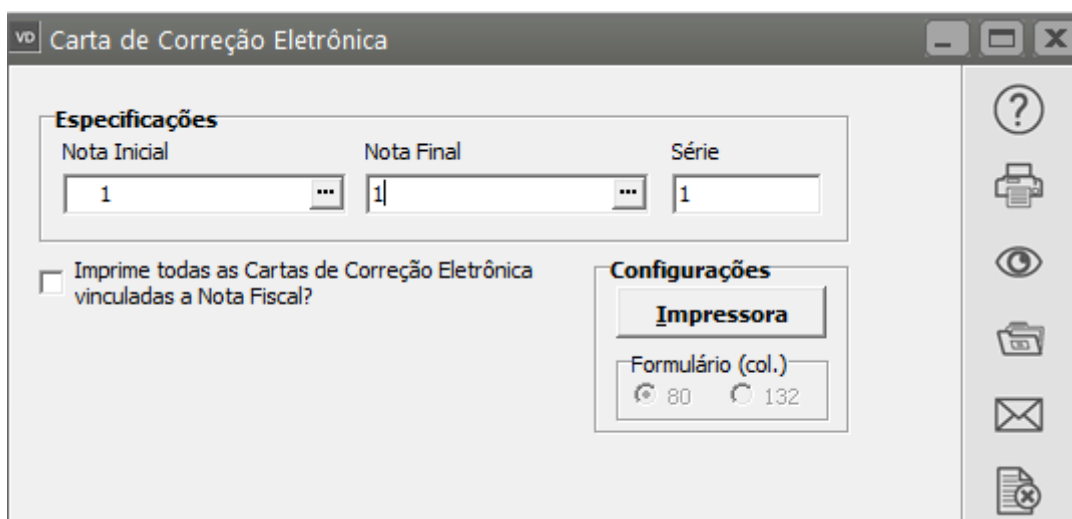 VD Carta de Correção Eletrônica
Especificações
Nota Inicial Nota Final Série
1 ... 1 ... 1
Imprime todas as Cartas de Correção Eletrônica
vinculadas a Nota Fiscal?
Configurações
Impressora
Formulário (col.)
80 132